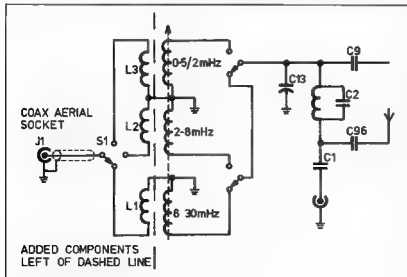 L3
0·5/2mHz
C9
C13
C2
COAX AERIAL
SOCKET
J1
S1
L2
2-8mHz
C96
C1
L1
8 30mHz
ADDED COMPONENTS
LEFT OF DASHED LINE